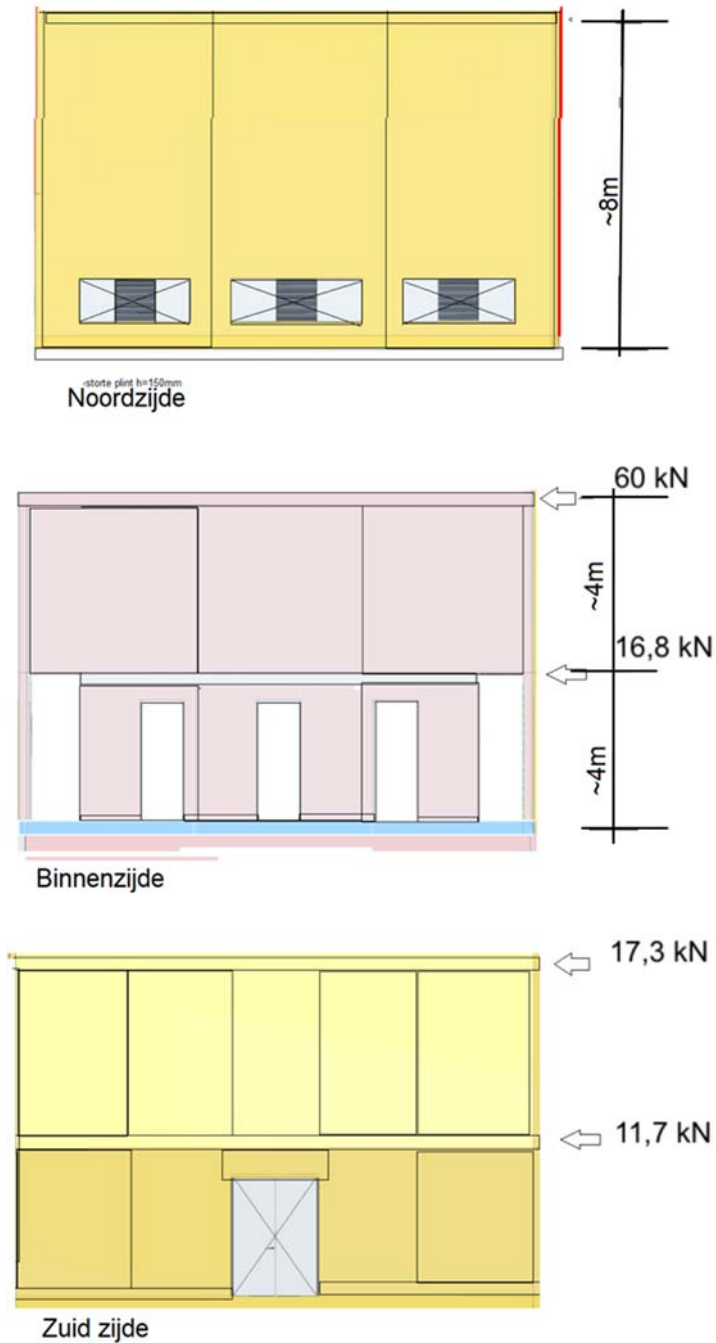 ~8m
-storte plint h=150mm
Noordzijde
60 kN
~4m
16,8 kN
~4m
Binnenzijde
17,3 kN
11,7 kN
Zuid zijde